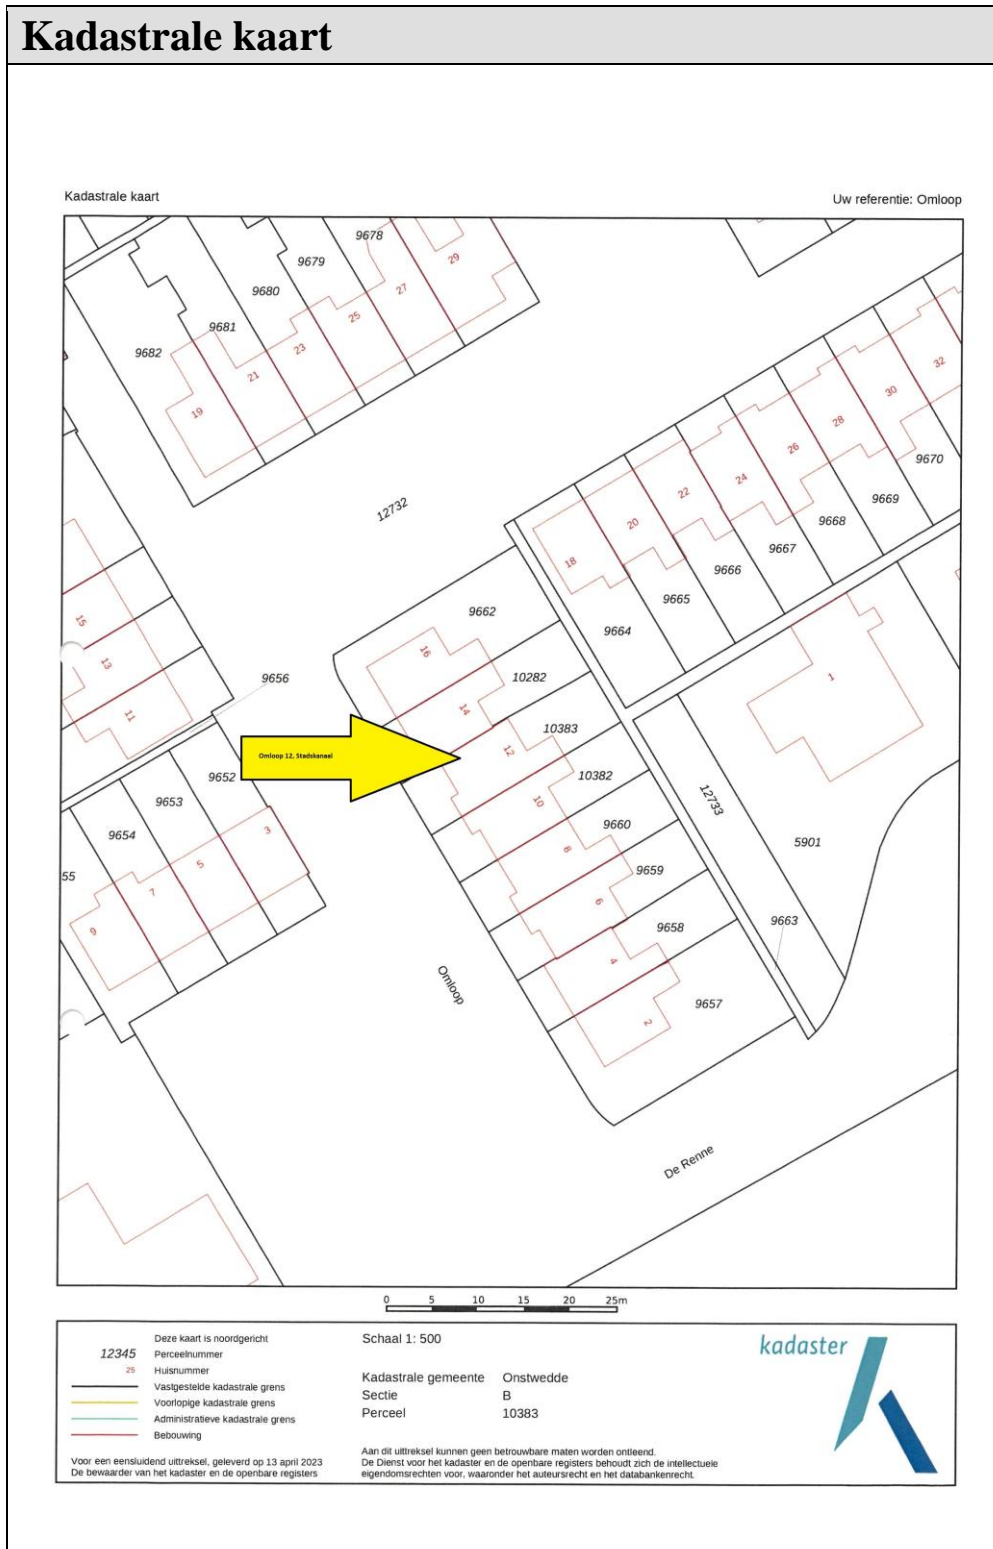 Kadastrale kaart
Kadastrale kaart
Uw referentie: Omloop
9678
29
9679
27
9680
25
9681
23
9682
21
19
32
30
28
9670
26
9669
24
9668
22
9667
12732
20
9666
18
9665
9664
9662
16
15
13
11
9656
10282
14
10383
12
1
Omloop 12, Stadskanaal
9652
10382
10
12733
9653
9660
9654
3
8
5901
5
9659
55
7
6
9658
9663
9
4
Omloop
9657
2
De Renne
0 5 10 15 20 25m
Deze kaart is noordgericht
12345 Perceelnummer
25 Huisnummer
Vastgestelde kadastrale grens
Voorlopige kadastrale grens
Administratieve kadastrale grens
Bebouwing
Voor een eensluidend uittreksel, geleverd op 13 april 2023
De bewaarder van het kadaster en de openbare registers
Schaal 1: 500
Kadastrale gemeente Onstwedde
Sectie B
Perceel 10383
Aan dit uittreksel kunnen geen betrouwbare maten worden ontleend.
De Dienst voor het kadaster en de openbare registers behoudt zich de intellectuele
eigendomsrechten voor, waaronder het auteursrecht en het databankenrecht.
kadaster